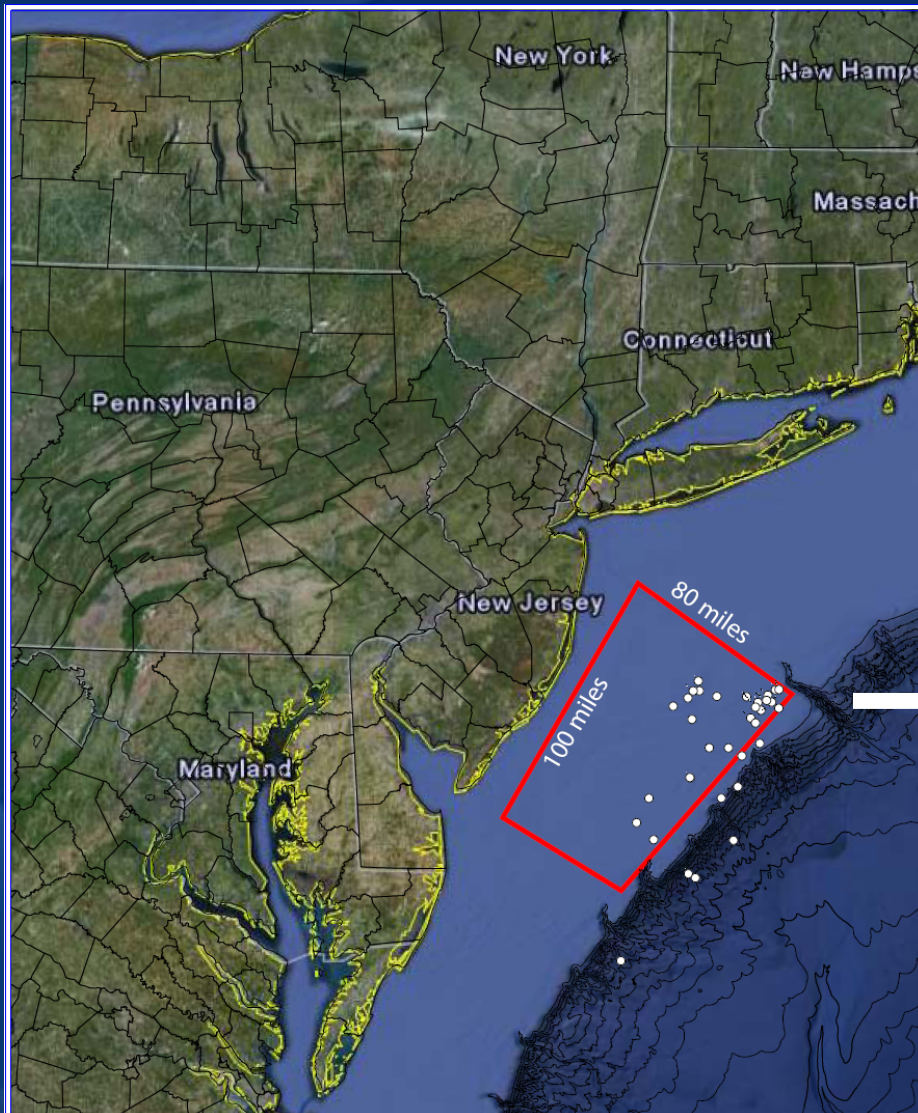 New York
New Hamps
Massach
Connecticut
Pennsylvania
New Jersey
80 miles
100 miles
Maryland